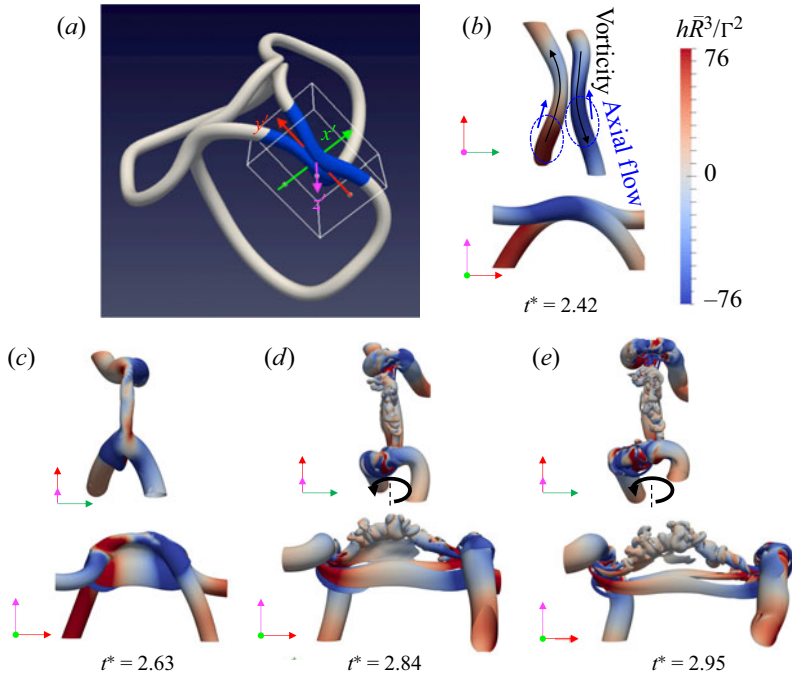 (a)
y′
x′
z′
(b)
Vorticity
Axial flow
hR̄³/Γ²
76
0
–76
t* = 2.42
(c)
(d)
(e)
t* = 2.63
t* = 2.84
t* = 2.95